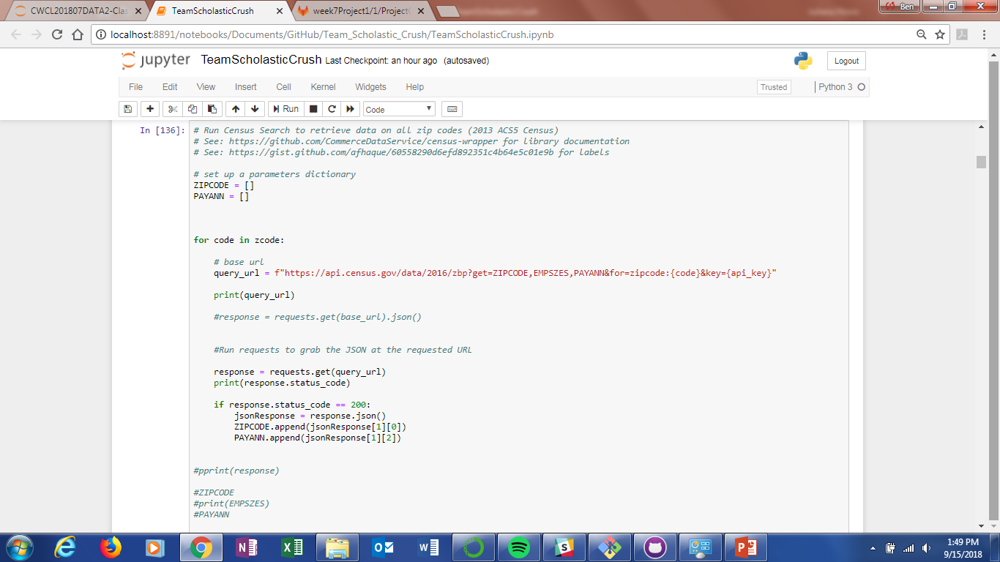 CWCL201807DATA2-Clas
TeamScholasticCrush
week7Project1/1/Project
Ben
localhost:8891/notebooks/Documents/GitHub/Team_Scholastic_Crush/TeamScholasticCrush.ipynb
jupyter TeamScholasticCrush Last Checkpoint: an hour ago (autosaved)
Logout
File Edit View Insert Cell Kernel Widgets Help
Trusted
Python 3
Run
Code
In [136]:
# Run Census Search to retrieve data on all zip codes (2013 ACS5 Census)
# See: https://github.com/CommerceDataService/census-wrapper for library documentation
# See: https://gist.github.com/afhaque/60558290d6efd892351c4b64e5c01e9b for labels
# set up a parameters dictionary
ZIPCODE = []
PAYANN = []
for code in zcode:
# base url
query_url = f"https://api.census.gov/data/2016/zbp?get=ZIPCODE,EMPSZES,PAYANN&for=zipcode:{code}&key={api_key}"
print(query_url)
#response = requests.get(base_url).json()
#Run requests to grab the JSON at the requested URL
response = requests.get(query_url)
print(response.status_code)
if response.status_code == 200:
jsonResponse = response.json()
ZIPCODE.append(jsonResponse[1][0])
PAYANN.append(jsonResponse[1][2])
#pprint(response)
#ZIPCODE
#print(EMPSZES)
#PAYANN
1:49 PM
9/15/2018